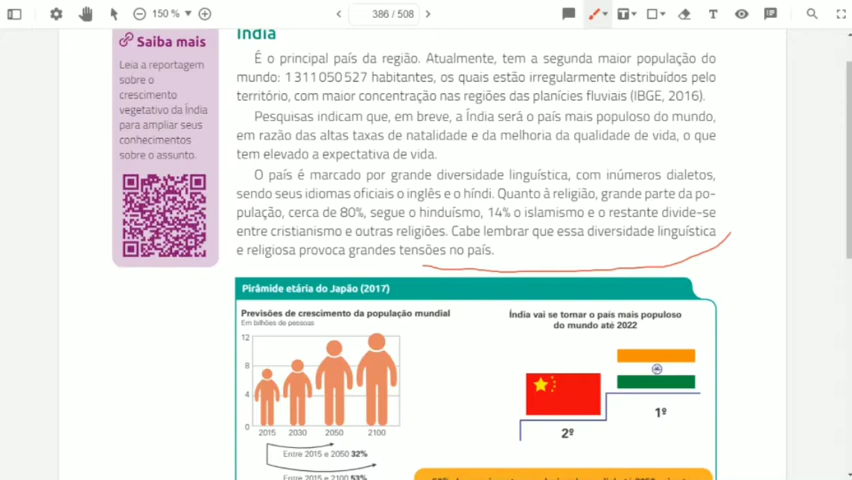 150 %
386 / 508
Índia
Saiba mais
Leia a reportagem
sobre o
crescimento
vegetativo da Índia
para ampliar seus
conhecimentos
sobre o assunto.
É o principal país da região. Atualmente, tem a segunda maior população do
mundo: 1 311 050 527 habitantes, os quais estão irregularmente distribuídos pelo
território, com maior concentração nas regiões das planícies fluviais (IBGE, 2016).
Pesquisas indicam que, em breve, a Índia será o país mais populoso do mundo,
em razão das altas taxas de natalidade e da melhoria da qualidade de vida, o que
tem elevado a expectativa de vida.
O país é marcado por grande diversidade linguística, com inúmeros dialetos,
sendo seus idiomas oficiais o inglês e o híndi. Quanto à religião, grande parte da po-
pulação, cerca de 80%, segue o hinduísmo, 14% o islamismo e o restante divide-se
entre cristianismo e outras religiões. Cabe lembrar que essa diversidade linguística
e religiosa provoca grandes tensões no país.
Pirâmide etária do Japão (2017)
Previsões de crescimento da população mundial
Em bilhões de pessoas
12
8
4
0
2015 2030 2050 2100
Entre 2015 e 2050 32%
Entre 2015 e 2100 53%
Índia vai se tornar o país mais populoso
do mundo até 2022
1º
2º